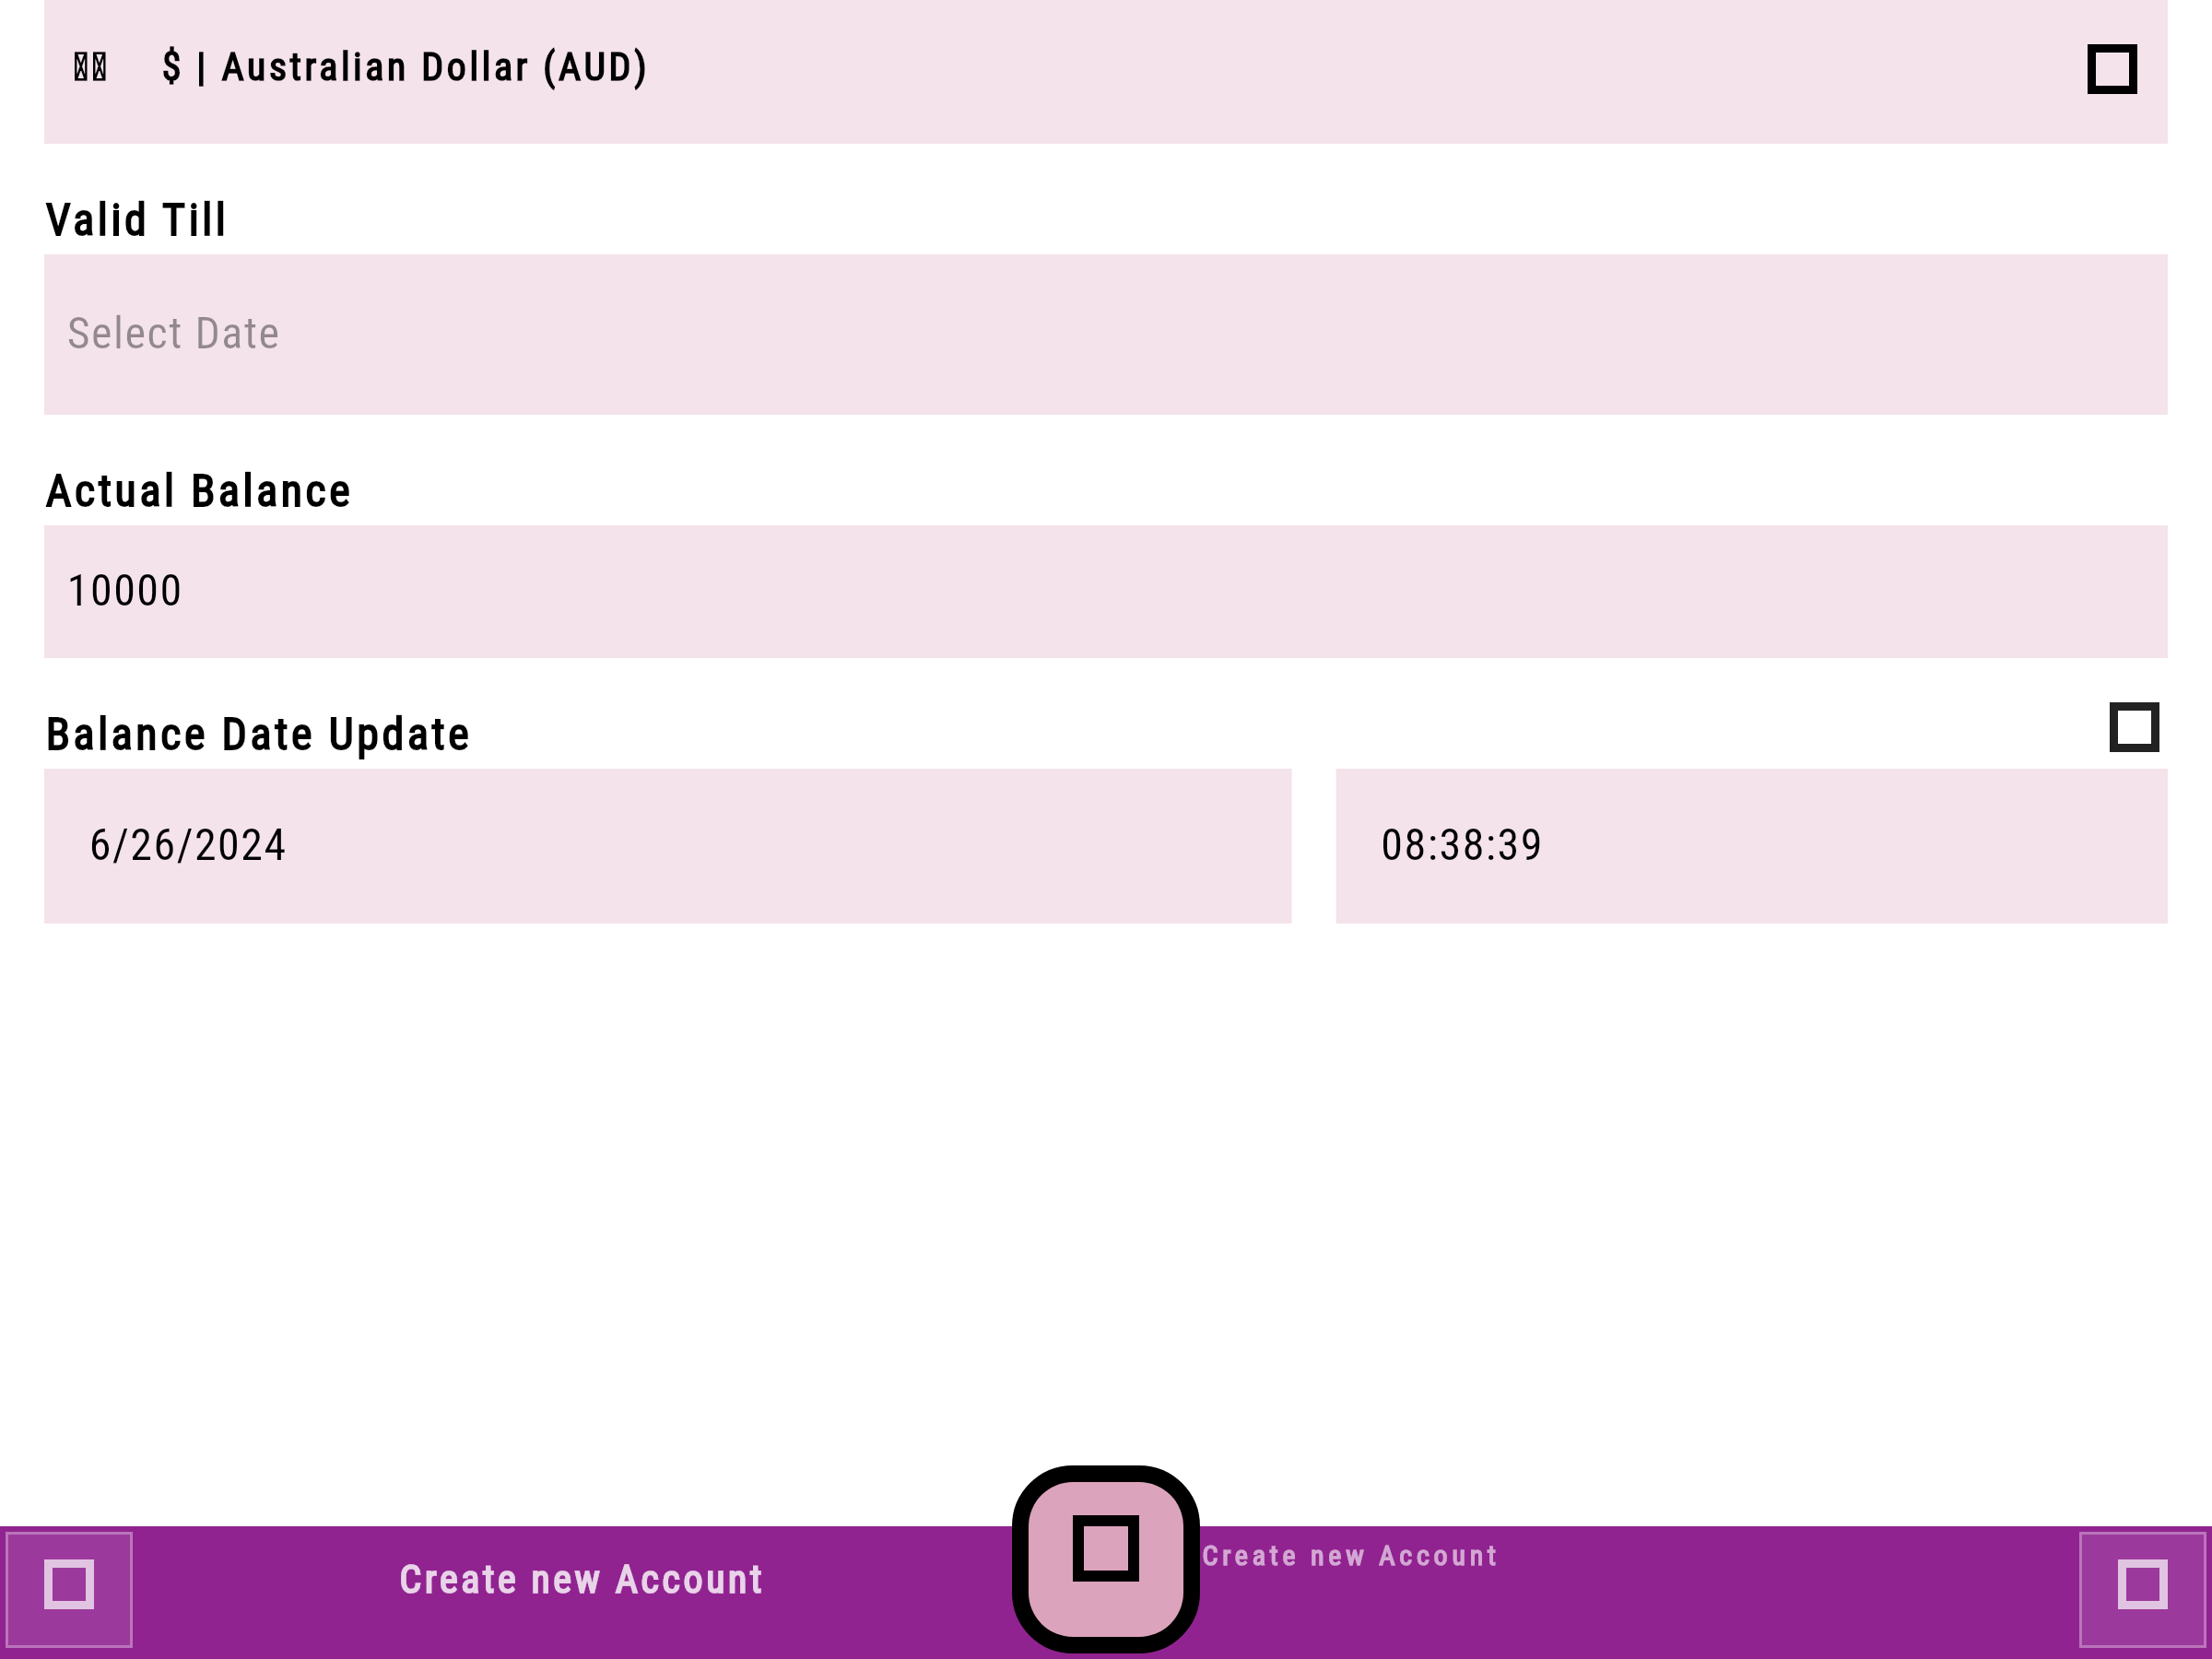 $ | Australian Dollar (AUD)
Valid Till
Select Date
Actual Balance
10000
Balance Date Update
6/26/2024 08:38:39
Create new Account
Create new Account